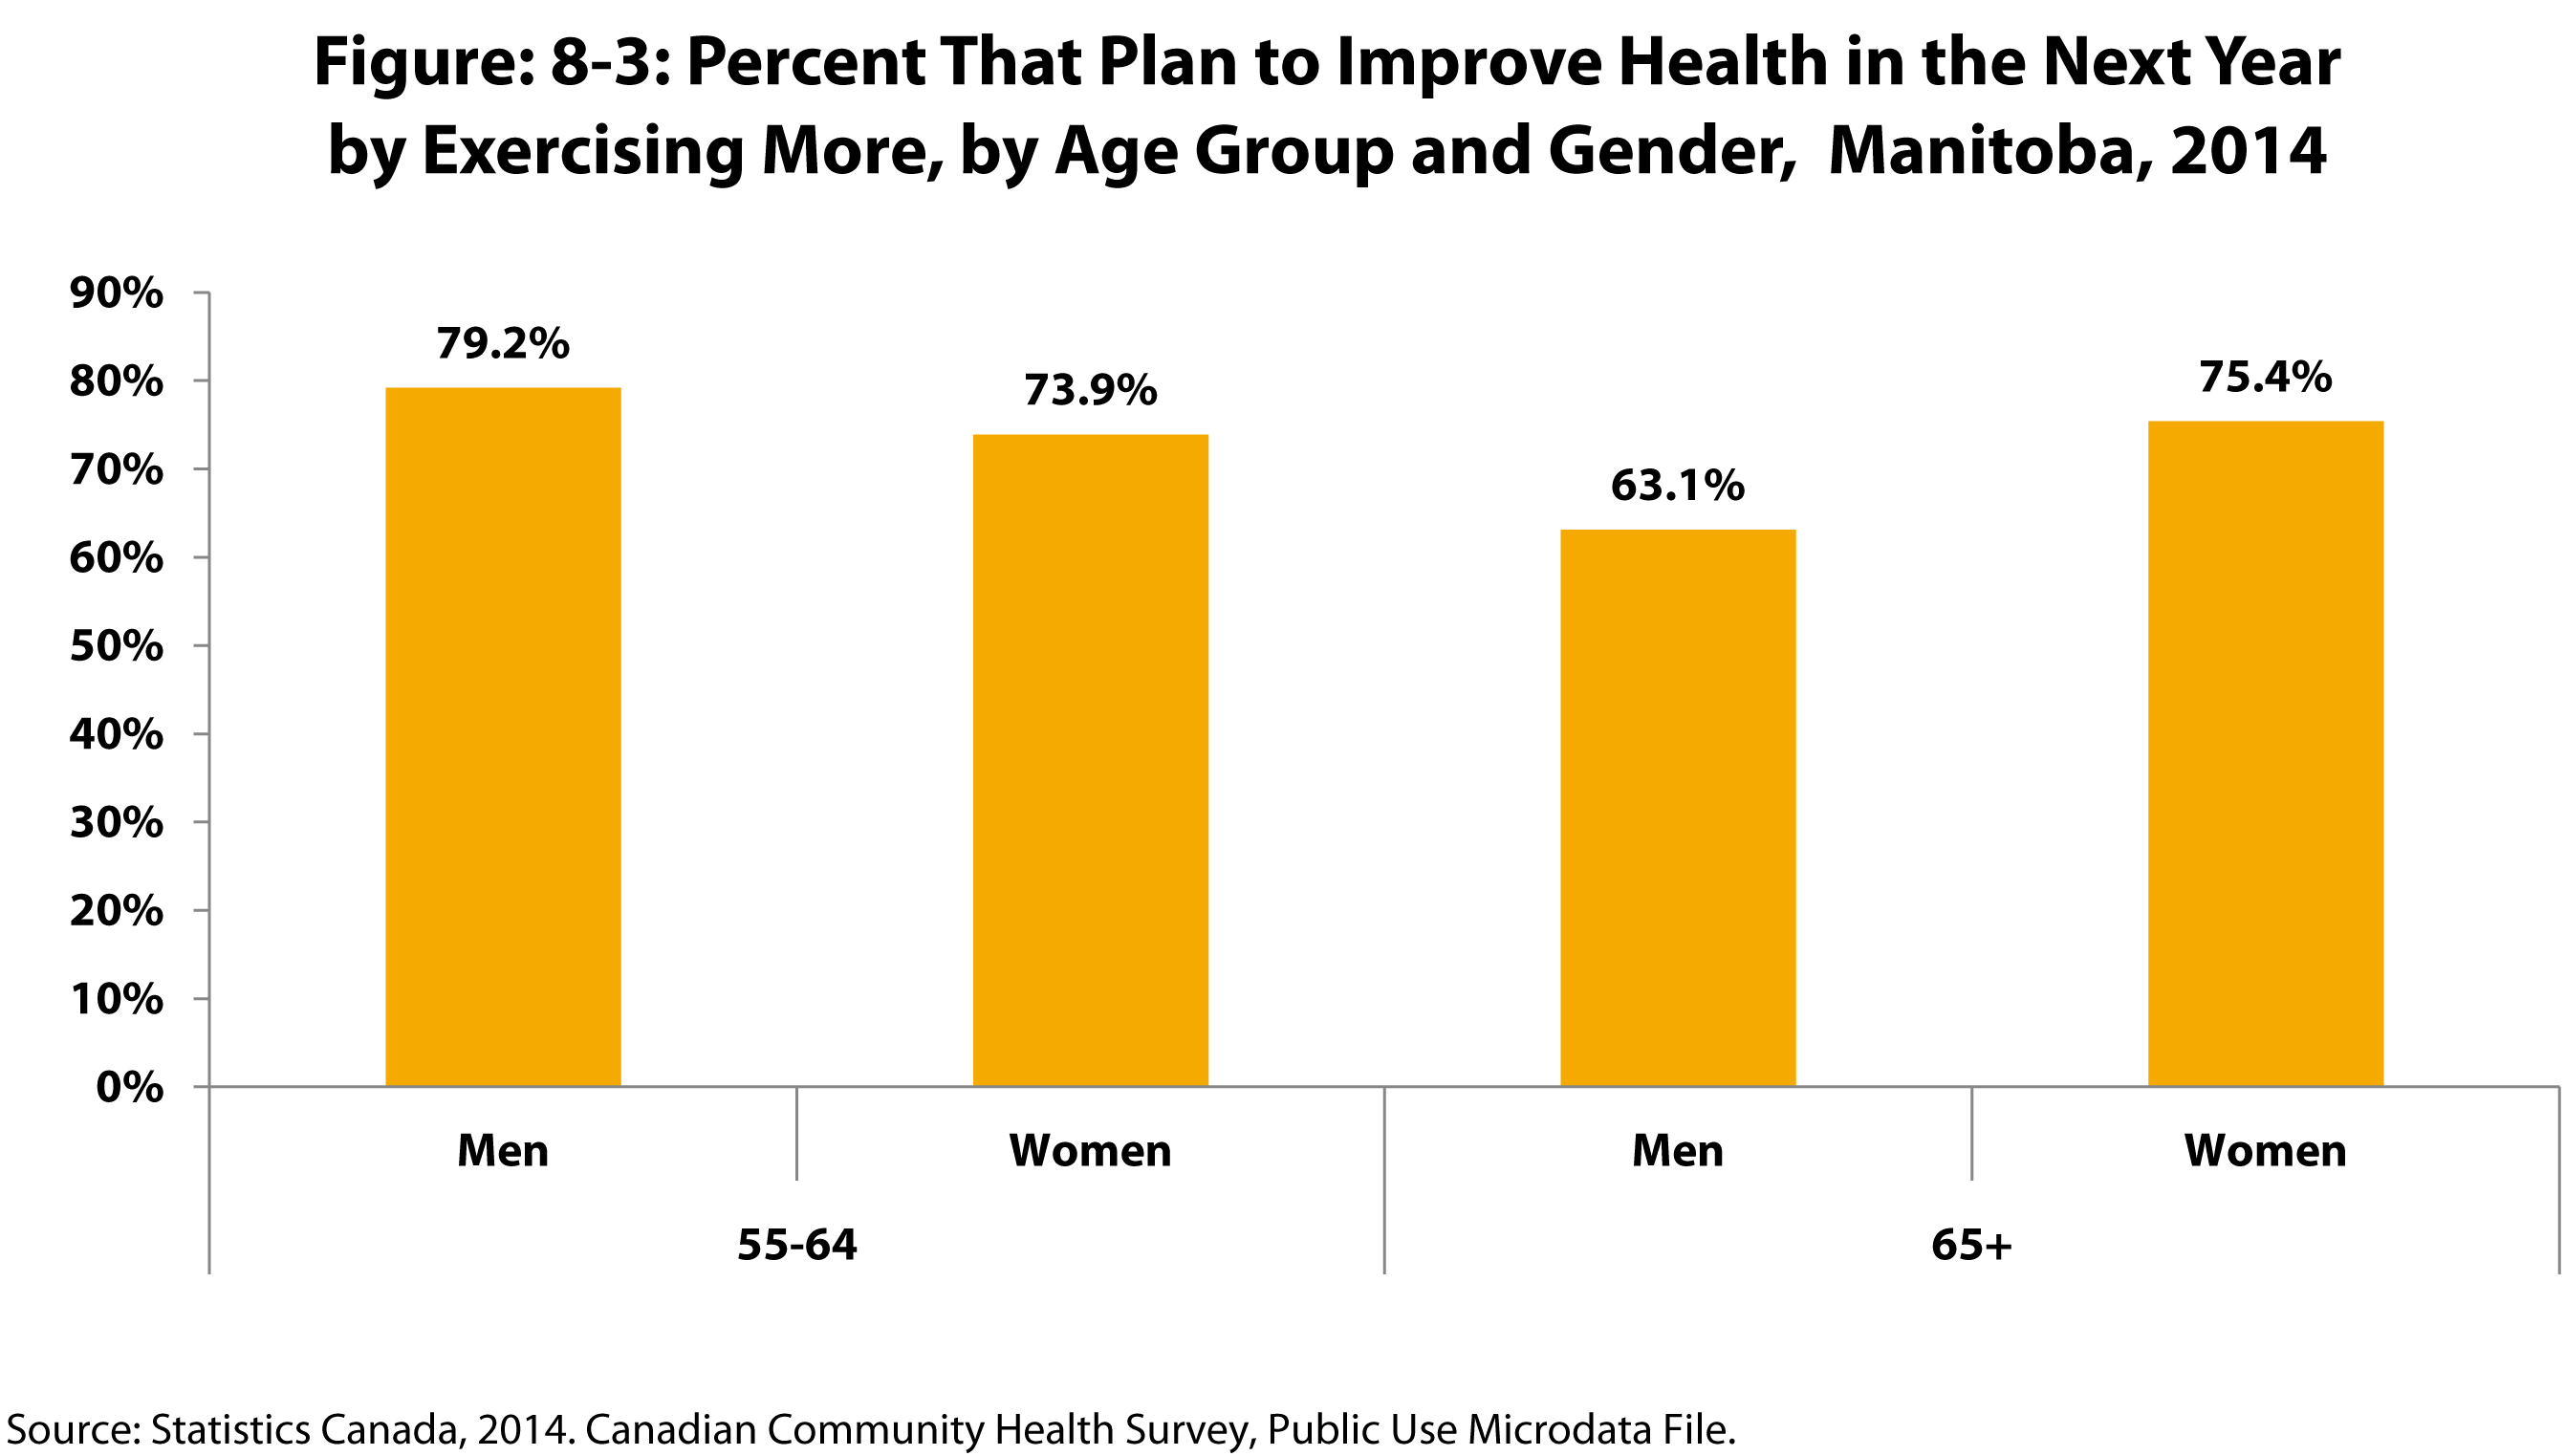 Figure: 8-3: Percent That Plan to Improve Health in the Next Year
by Exercising More, by Age Group and Gender,  Manitoba, 2014
90%
80%
70%
60%
50%
40%
30%
20%
10%
0%
79.2%
73.9%
63.1%
75.4%
Men
Women
Men
Women
55-64
65+
Source: Statistics Canada, 2014. Canadian Community Health Survey, Public Use Microdata File.